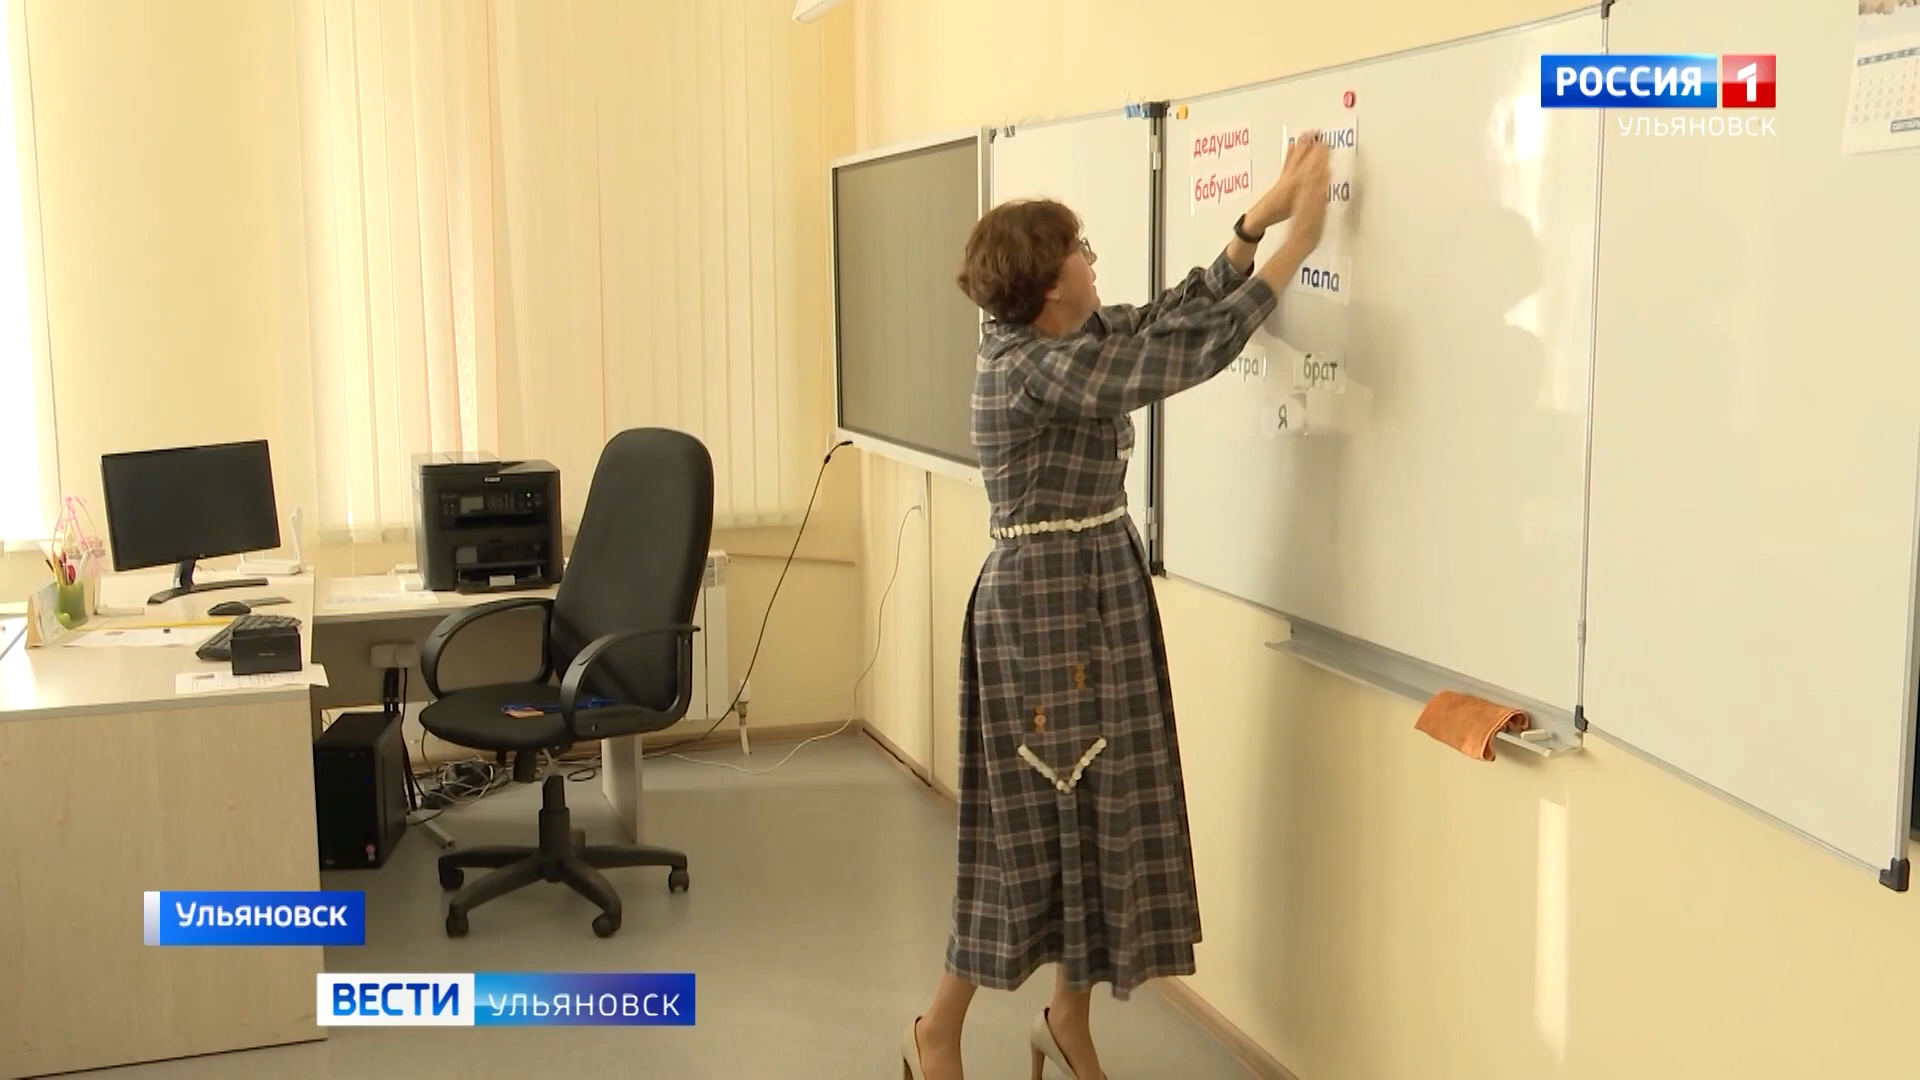 РОССИЯ 1
УЛЬЯНОВСК
дедушка
бабушка
папа
брат
я
Ульяновск
ВЕСТИ УЛЬЯНОВСК